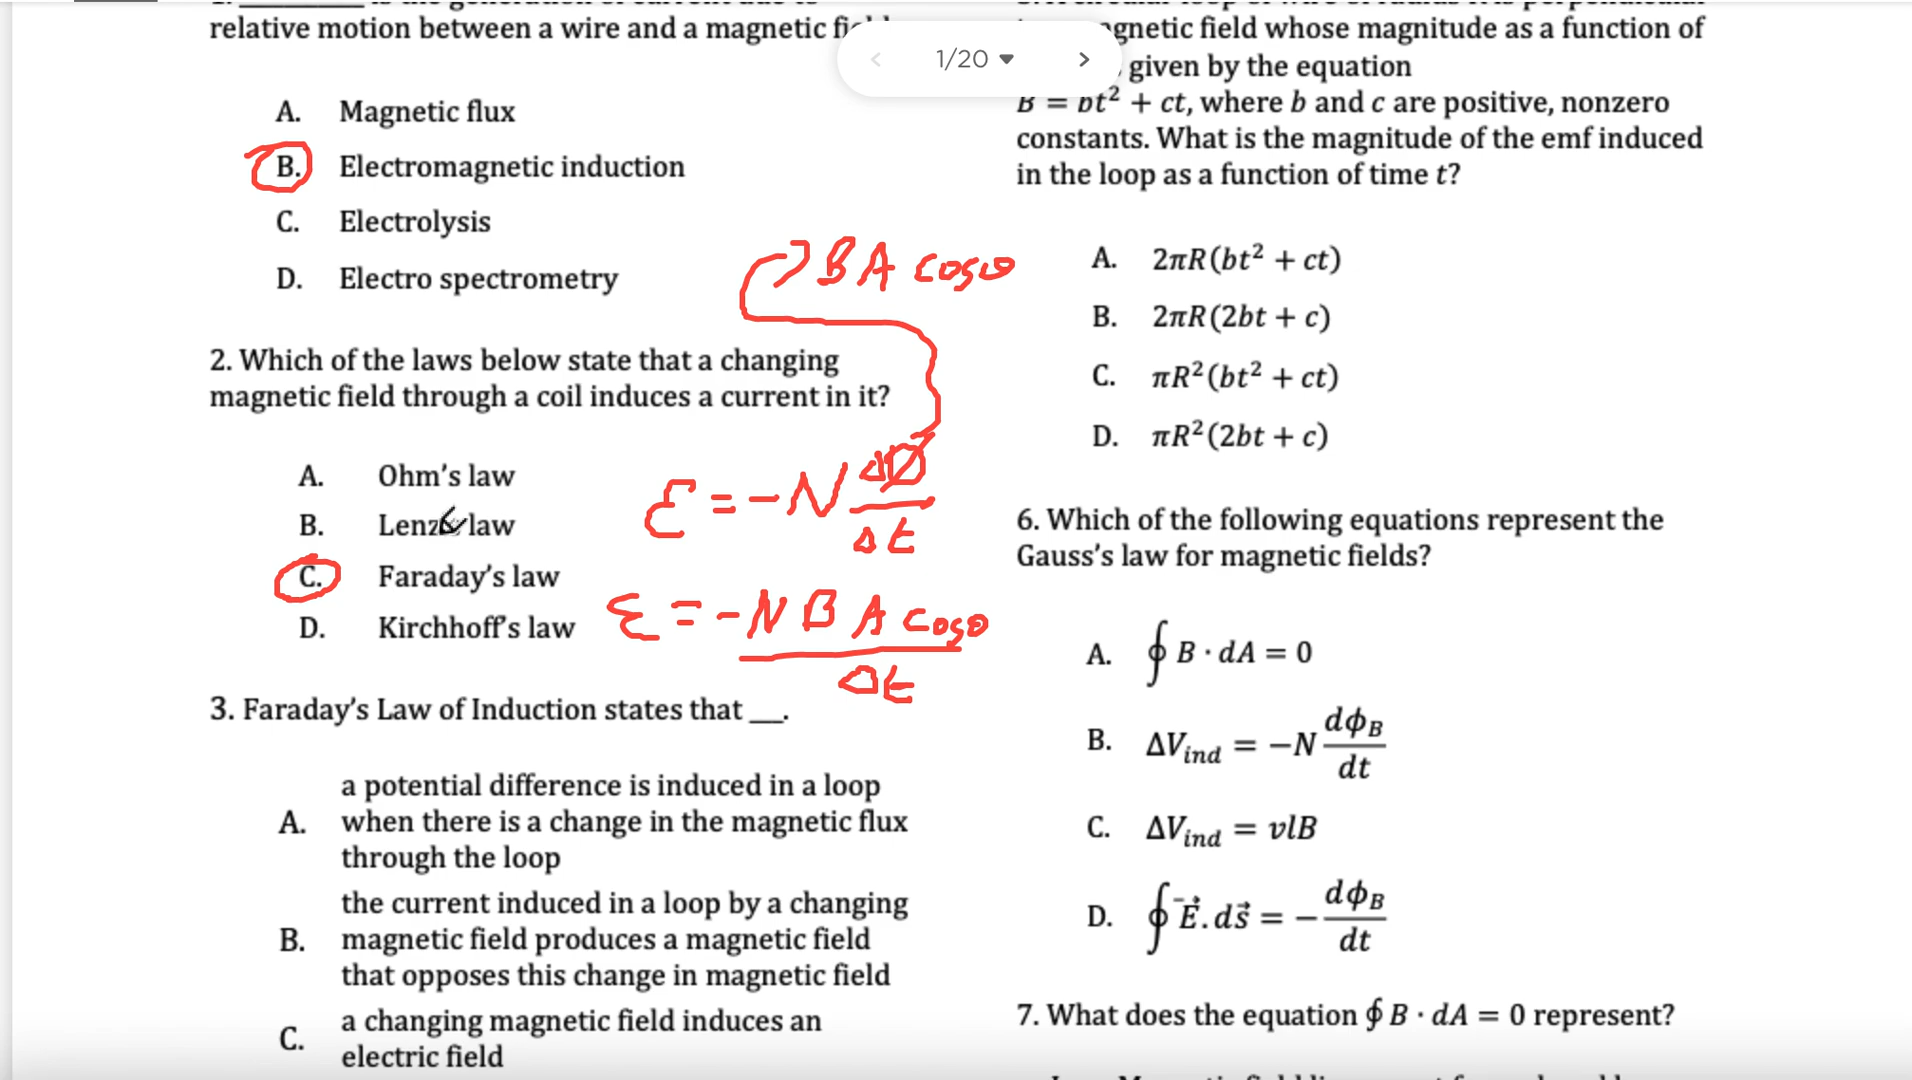 relative motion between a wire and a magnetic
A. Magnetic flux
B. Electromagnetic induction
C. Electrolysis
D. Electro spectrometry
BA cosθ
2. Which of the laws below state that a changing
magnetic field through a coil induces a current in it?
A. Ohm's law
B. Lenz law
C. Faraday's law
D. Kirchhoff's law
ε = -N ΔΦ/Δt
ε = -N B A cosθ/Δt
3. Faraday's Law of Induction states that __.
A. a potential difference is induced in a loop
when there is a change in the magnetic flux
through the loop
B. the current induced in a loop by a changing
magnetic field produces a magnetic field
that opposes this change in magnetic field
C. a changing magnetic field induces an
electric field
1/20
field whose magnitude as a function of
given by the equation
B = bt² + ct, where b and c are positive, nonzero
constants. What is the magnitude of the emf induced
in the loop as a function of time t?
A. 2πR(bt² + ct)
B. 2πR(2bt + c)
C. πR²(bt² + ct)
D. πR²(2bt + c)
6. Which of the following equations represent the
Gauss's law for magnetic fields?
A. ∮ B · dA = 0
B. ΔV_ind = −N dϕ_B/dt
C. ΔV_ind = vlB
D. ∮ E⃗. ds⃗ = − dϕ_B/dt
7. What does the equation ∮ B · dA = 0 represent?